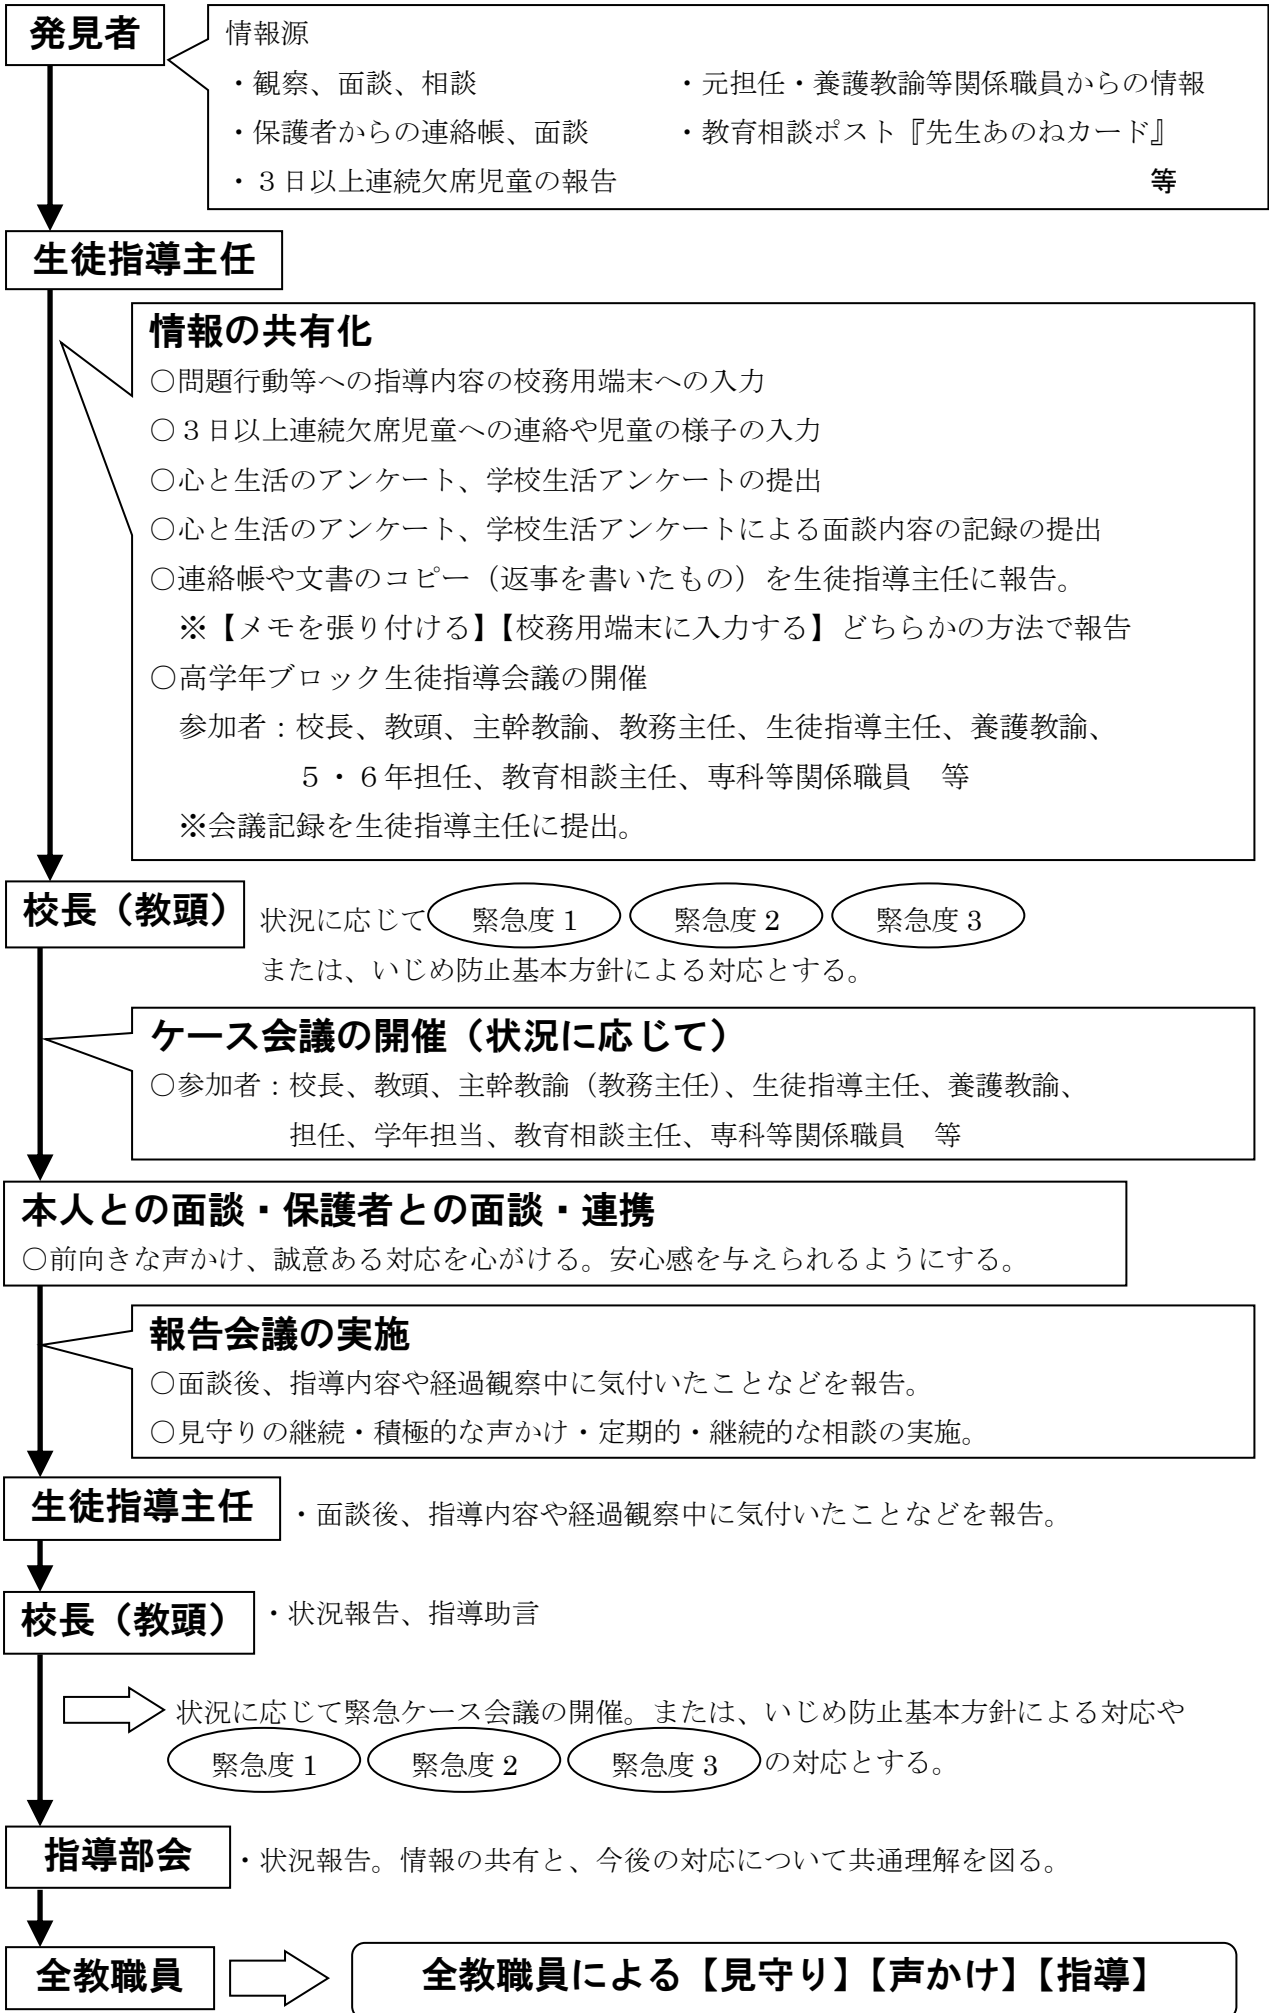 発見者
情報源
・観察、面談、相談
・元担任・養護教諭等関係職員からの情報
・保護者からの連絡帳、面談
・教育相談ポスト『先生あのねカード』
・３日以上連続欠席児童の報告
等
生徒指導主任
情報の共有化
○問題行動等への指導内容の校務用端末への入力
○３日以上連続欠席児童への連絡や児童の様子の入力
○心と生活のアンケート、学校生活アンケートの提出
○心と生活のアンケート、学校生活アンケートによる面談内容の記録の提出
○連絡帳や文書のコピー（返事を書いたもの）を生徒指導主任に報告。
※【メモを張り付ける】【校務用端末に入力する】どちらかの方法で報告
○高学年ブロック生徒指導会議の開催
参加者：校長、教頭、主幹教諭、教務主任、生徒指導主任、養護教諭、
５・６年担任、教育相談主任、専科等関係職員　等
※会議記録を生徒指導主任に提出。
校長（教頭）
状況に応じて 緊急度 1 緊急度 2 緊急度 3
または、いじめ防止基本方針による対応とする。
ケース会議の開催（状況に応じて）
○参加者：校長、教頭、主幹教諭（教務主任）、生徒指導主任、養護教諭、
担任、学年担当、教育相談主任、専科等関係職員　等
本人との面談・保護者との面談・連携
○前向きな声かけ、誠意ある対応を心がける。安心感を与えられるようにする。
報告会議の実施
○面談後、指導内容や経過観察中に気付いたことなどを報告。
○見守りの継続・積極的な声かけ・定期的・継続的な相談の実施。
生徒指導主任
・面談後、指導内容や経過観察中に気付いたことなどを報告。
校長（教頭）
・状況報告、指導助言
状況に応じて緊急ケース会議の開催。または、いじめ防止基本方針による対応や
緊急度 1 緊急度 2 緊急度 3 の対応とする。
指導部会
・状況報告。情報の共有と、今後の対応について共通理解を図る。
全教職員
全教職員による【見守り】【声かけ】【指導】